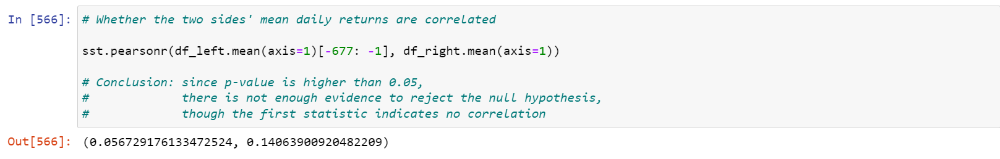 In [566]: # Whether the two sides' mean daily returns are correlated
sst.pearsonr(df_left.mean(axis=1)[-677: -1], df_right.mean(axis=1))
# Conclusion: since p-value is higher than 0.05,
#             there is not enough evidence to reject the null hypothesis,
#             though the first statistic indicates no correlation
Out[566]: (0.056729176133472524, 0.14063900920482209)